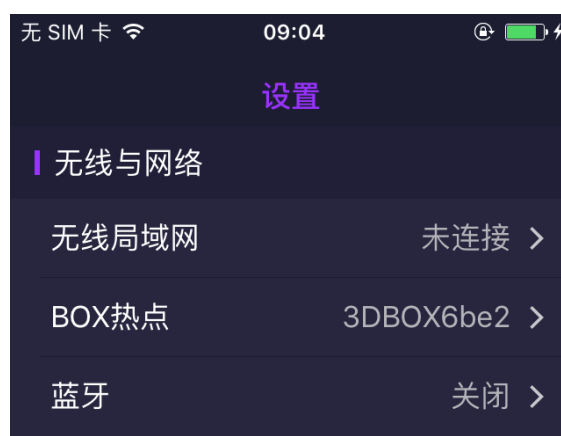 无 SIM 卡 09:04
设置
无线与网络
无线局域网 未连接
BOX热点 3DBOX6be2
蓝牙 关闭